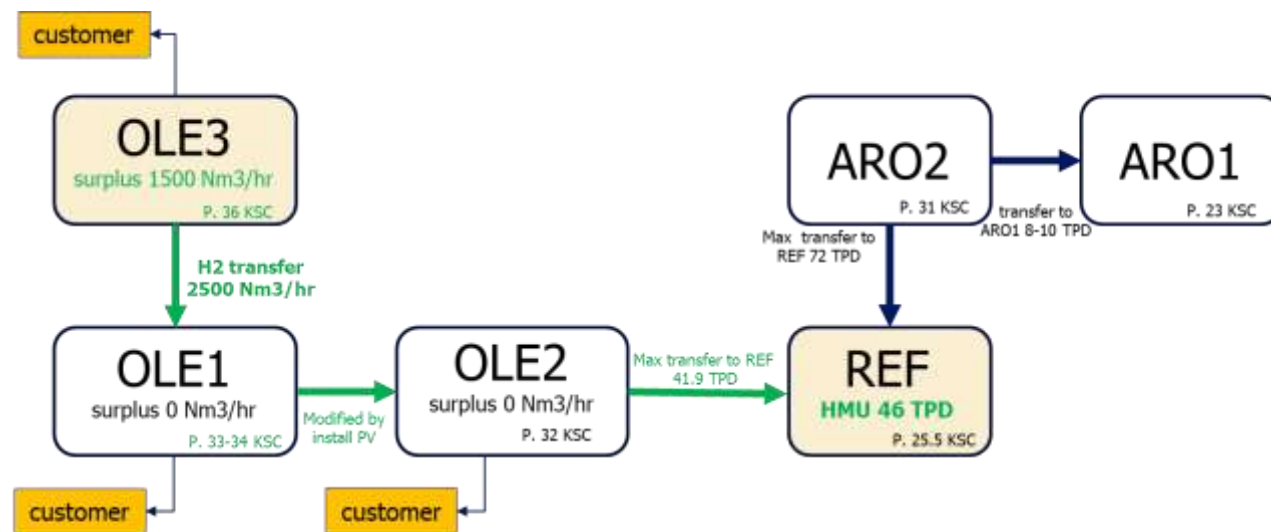 customer
OLE3
surplus 1500 Nm3/hr
P. 36 KSC
H2 transfer
2500 Nm3/hr
OLE1
surplus 0 Nm3/hr
P. 33-34 KSC
customer
Modified by
install PV
OLE2
surplus 0 Nm3/hr
P. 32 KSC
customer
Max transfer to REF
41.9 TPD
ARO2
P. 31 KSC
transfer to
ARO1 8-10 TPD
ARO1
P. 23 KSC
Max transfer to
REF 72 TPD
REF
HMU 46 TPD
P. 25.5 KSC